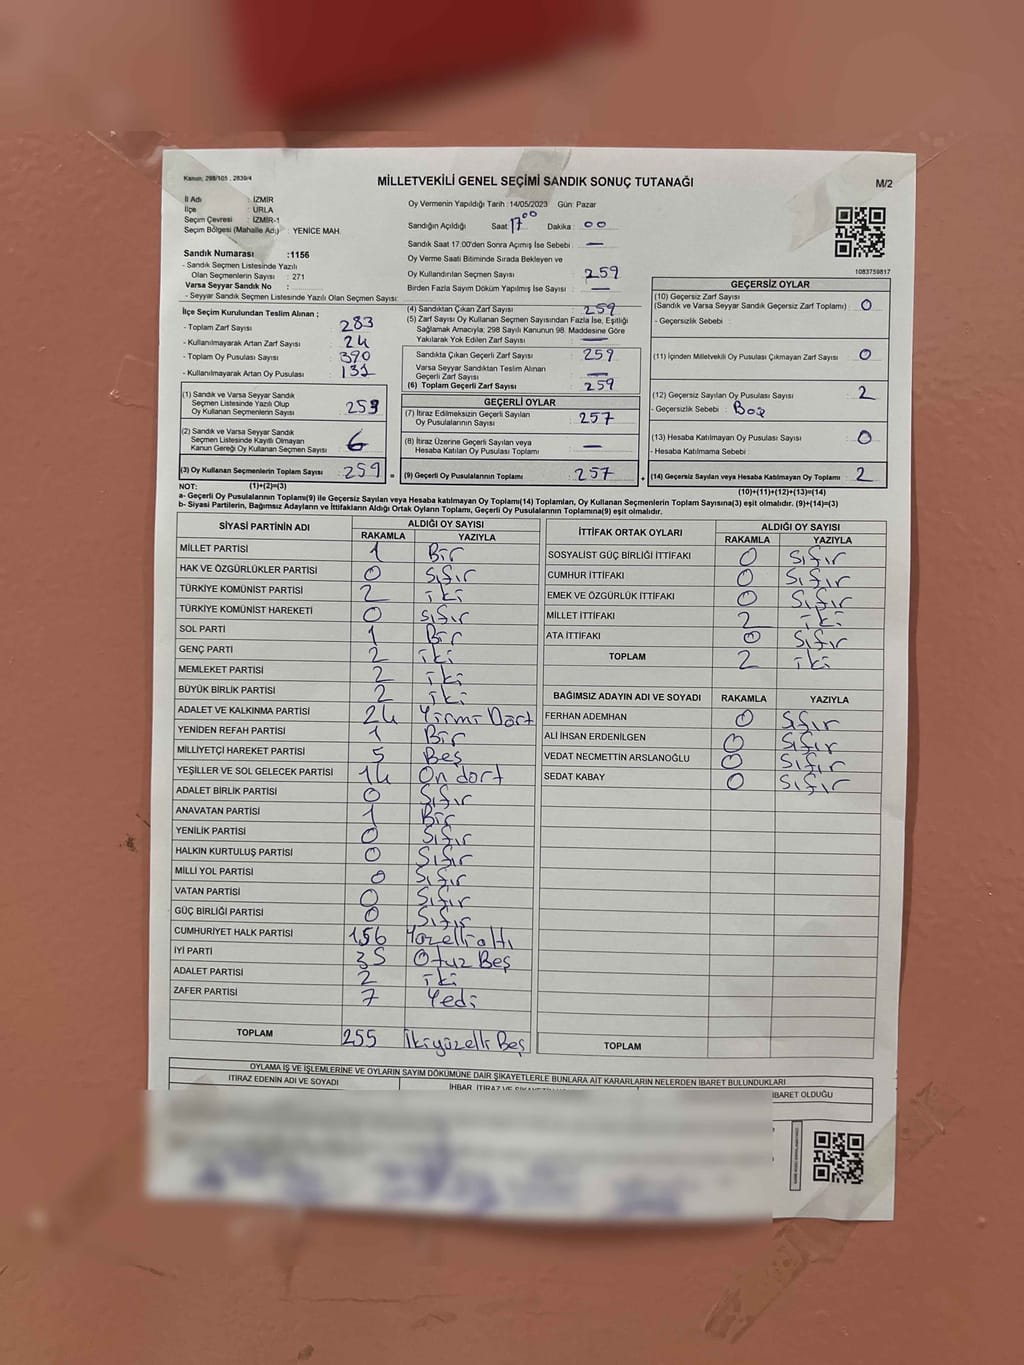 Kanun: 298/105 , 2839/4
MİLLETVEKİLİ GENEL SEÇİMİ SANDIK SONUÇ TUTANAĞI
M/2
İl Adı : İZMİR
İlçe : URLA
Seçim Çevresi : İZMİR-1
Seçim Bölgesi (Mahalle Adı) : YENİCE MAH.
Sandık Numarası :1156
- Sandık Seçmen Listesinde Yazılı
Olan Seçmenlerin Sayısı : 271
Varsa Seyyar Sandık No :
- Seyyar Sandık Seçmen Listesinde Yazılı Olan Seçmen Sayısı:
Oy Vermenin Yapıldığı Tarih : 14/05/2023 Gün: Pazar
Sandığın Açıldığı Saat: 17⁰⁰ Dakika : 00
Sandık Saat 17:00'den Sonra Açımış İse Sebebi : —
Oy Verme Saati Bitiminde Sırada Bekleyen ve
Oy Kullandırılan Seçmen Sayısı : 259
Birden Fazla Sayım Döküm Yapılmış İse Sayısı : —
1083759817
İlçe Seçim Kurulundan Teslim Alınan ;
- Toplam Zarf Sayısı : 283
- Kullanılmayarak Artan Zarf Sayısı : 24
- Toplam Oy Pusulası Sayısı : 390
- Kullanılmayarak Artan Oy Pusulası : 131
(1) Sandık ve Varsa Seyyar Sandık
Seçmen Listesinde Yazılı Olup
Oy Kullanan Seçmenlerin Sayısı : 253
(2) Sandık ve Varsa Seyyar Sandık
Seçmen Listesinde Kayıtlı Olmayan
Kanun Gereği Oy Kullanan Seçmen Sayısı : 6
(3) Oy Kullanan Seçmenlerin Toplam Sayısı : 259
(1)+(2)=(3)
(4) Sandıktan Çıkan Zarf Sayısı : 259
(5) Zarf Sayısı Oy Kullanan Seçmen Sayısından Fazla İse, Eşitliği
Sağlamak Amacıyla; 298 Sayılı Kanunun 98. Maddesine Göre
Yakılarak Yok Edilen Zarf Sayısı : —
Sandıkta Çıkan Geçerli Zarf Sayısı : 259
Varsa Seyyar Sandıktan Teslim Alınan
Geçerli Zarf Sayısı : —
(6) Toplam Geçerli Zarf Sayısı : 259
GEÇERLİ OYLAR
(7) İtiraz Edilmeksizin Geçerli Sayılan
Oy Pusulalarının Sayısı : 257
(8) İtiraz Üzerine Geçerli Sayılan veya
Hesaba Katılan Oy Pusulası Toplamı : —
= (9) Geçerli Oy Pusulalarının Toplamı : 257
GEÇERSİZ OYLAR
(10) Geçersiz Zarf Sayısı
(Sandık ve Varsa Seyyar Sandık Geçersiz Zarf Toplamı) : 0
- Geçersizlik Sebebi :
(11) İçinden Milletvekili Oy Pusulası Çıkmayan Zarf Sayısı : 0
(12) Geçersiz Sayılan Oy Pusulası Sayısı : 2
- Geçersizlik Sebebi : Boş
(13) Hesaba Katılmayan Oy Pusulası Sayısı : 0
- Hesaba Katılmama Sebebi :
+ (14) Geçersiz Sayılan veya Hesaba Katılmayan Oy Toplamı : 2
(10)+(11)+(12)+(13)=(14)
NOT:
a- Geçerli Oy Pusulalarının Toplamı(9) ile Geçersiz Sayılan veya Hesaba katılmayan Oy Toplamı(14) Toplamları, Oy Kullanan Seçmenlerin Toplam Sayısına(3) eşit olmalıdır. (9)+(14)=(3)
b- Siyasi Partilerin, Bağımsız Adayların ve İttifakların Aldığı Ortak Oyların Toplamı, Geçerli Oy Pusulalarının Toplamına(9) eşit olmalıdır.
SİYASİ PARTİNİN ADI ALDIĞI OY SAYISI
RAKAMLA YAZIYLA
MİLLET PARTİSİ 1 Bir
HAK VE ÖZGÜRLÜKLER PARTİSİ 0 Sıfır
TÜRKİYE KOMÜNİST PARTİSİ 2 iki
TÜRKİYE KOMÜNİST HAREKETİ 0 sıfır
SOL PARTİ 1 Bir
GENÇ PARTİ 2 iki
MEMLEKET PARTİSİ 2 iki
BÜYÜK BİRLİK PARTİSİ 2 iki
ADALET VE KALKINMA PARTİSİ 24 Yirmi Dört
YENİDEN REFAH PARTİSİ 1 Bir
MİLLİYETÇİ HAREKET PARTİSİ 5 Beş
YEŞİLLER VE SOL GELECEK PARTİSİ 14 On dört
ADALET BİRLİK PARTİSİ 0 Sıfır
ANAVATAN PARTİSİ 1 Bir
YENİLİK PARTİSİ 0 Sıfır
HALKIN KURTULUŞ PARTİSİ 0 Sıfır
MİLLİ YOL PARTİSİ 0 Sıfır
VATAN PARTİSİ 0 Sıfır
GÜÇ BİRLİĞİ PARTİSİ 0 Sıfır
CUMHURİYET HALK PARTİSİ 156 Yüzellialtı
İYİ PARTİ 35 Otuz Beş
ADALET PARTİSİ 2 iki
ZAFER PARTİSİ 7 Yedi
TOPLAM 255 İkiyüzelli Beş
İTTİFAK ORTAK OYLARI ALDIĞI OY SAYISI
RAKAMLA YAZIYLA
SOSYALİST GÜÇ BİRLİĞİ İTTİFAKI 0 Sıfır
CUMHUR İTTİFAKI 0 Sıfır
EMEK VE ÖZGÜRLÜK İTTİFAKI 0 Sıfır
MİLLET İTTİFAKI 2 iki
ATA İTTİFAKI 0 Sıfır
TOPLAM 2 iki
BAĞIMSIZ ADAYIN ADI VE SOYADI RAKAMLA YAZIYLA
FERHAN ADEMHAN 0 Sıfır
ALİ İHSAN ERDENİLGEN 0 Sıfır
VEDAT NECMETTİN ARSLANOĞLU 0 Sıfır
SEDAT KABAY 0 Sıfır
TOPLAM
OYLAMA İŞ VE İŞLEMLERİNE VE OYLARIN SAYIM DÖKÜMÜNE DAİR ŞİKAYETLERLE BUNLARA AİT KARARLARIN NELERDEN İBARET BULUNDUKLARI
İTİRAZ EDENİN ADI VE SOYADI
İHBAR, İTİRAZ VE
İBARET OLDUĞU